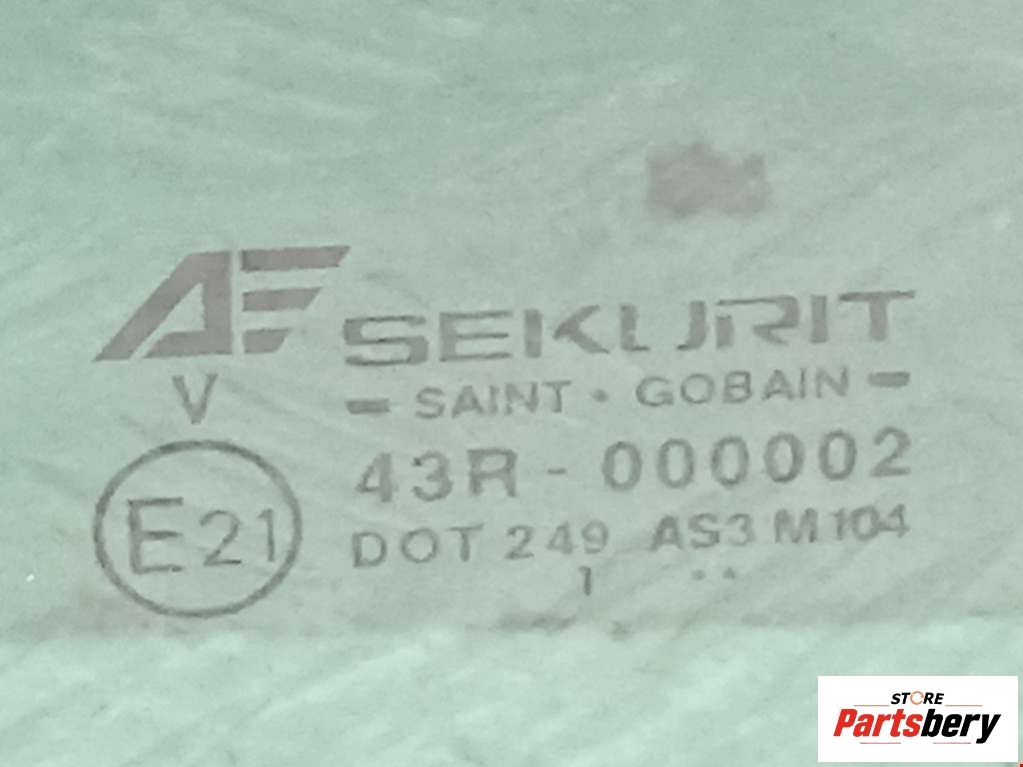 AF SEKURIT
V
- SAINT · GOBAIN -
E21
43R - 000002
DOT 249 AS3 M104
1 ..
STORE
Partsbery